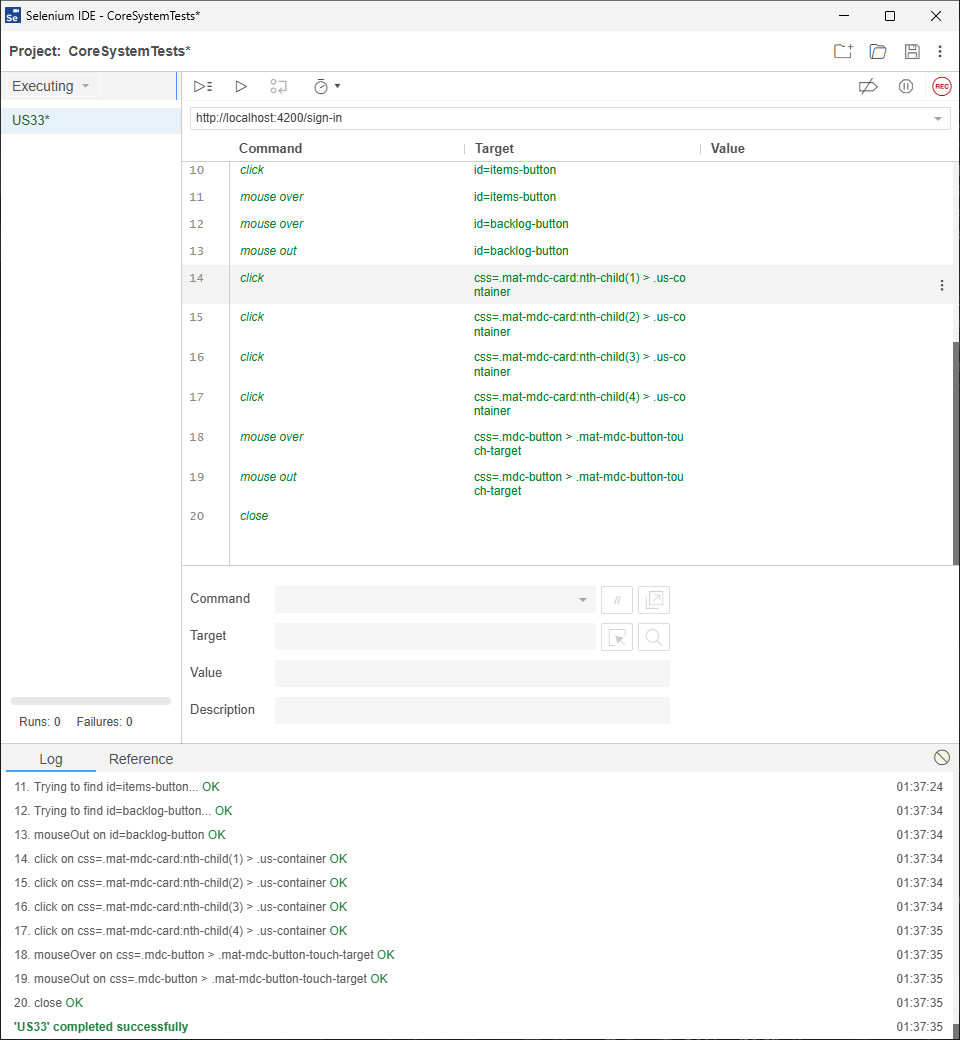 Se Selenium IDE - CoreSystemTests*
Project: CoreSystemTests*
Executing
REC
US33*
http://localhost:4200/sign-in
Command Target Value
10 click id=items-button
11 mouse over id=items-button
12 mouse over id=backlog-button
13 mouse out id=backlog-button
14 click css=.mat-mdc-card:nth-child(1) > .us-co
ntainer
15 click css=.mat-mdc-card:nth-child(2) > .us-co
ntainer
16 click css=.mat-mdc-card:nth-child(3) > .us-co
ntainer
17 click css=.mat-mdc-card:nth-child(4) > .us-co
ntainer
18 mouse over css=.mdc-button > .mat-mdc-button-tou
ch-target
19 mouse out css=.mdc-button > .mat-mdc-button-tou
ch-target
20 close
Command //
Target
Value
Description
Runs: 0 Failures: 0
Log Reference
11. Trying to find id=items-button... OK 01:37:24
12. Trying to find id=backlog-button... OK 01:37:34
13. mouseOut on id=backlog-button OK 01:37:34
14. click on css=.mat-mdc-card:nth-child(1) > .us-container OK 01:37:34
15. click on css=.mat-mdc-card:nth-child(2) > .us-container OK 01:37:34
16. click on css=.mat-mdc-card:nth-child(3) > .us-container OK 01:37:34
17. click on css=.mat-mdc-card:nth-child(4) > .us-container OK 01:37:35
18. mouseOver on css=.mdc-button > .mat-mdc-button-touch-target OK 01:37:35
19. mouseOut on css=.mdc-button > .mat-mdc-button-touch-target OK 01:37:35
20. close OK 01:37:35
'US33' completed successfully 01:37:35